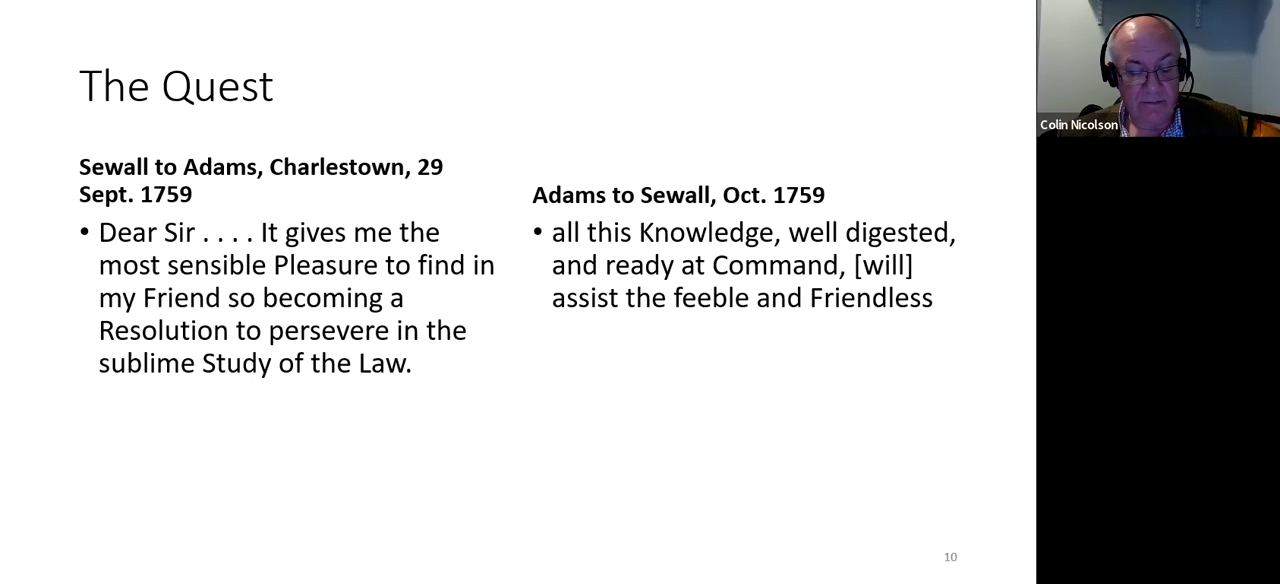 The Quest
Sewall to Adams, Charlestown, 29
Sept. 1759
• Dear Sir . . . . It gives me the
most sensible Pleasure to find in
my Friend so becoming a
Resolution to persevere in the
sublime Study of the Law.
Adams to Sewall, Oct. 1759
• all this Knowledge, well digested,
and ready at Command, [will]
assist the feeble and Friendless
10
Colin Nicolson